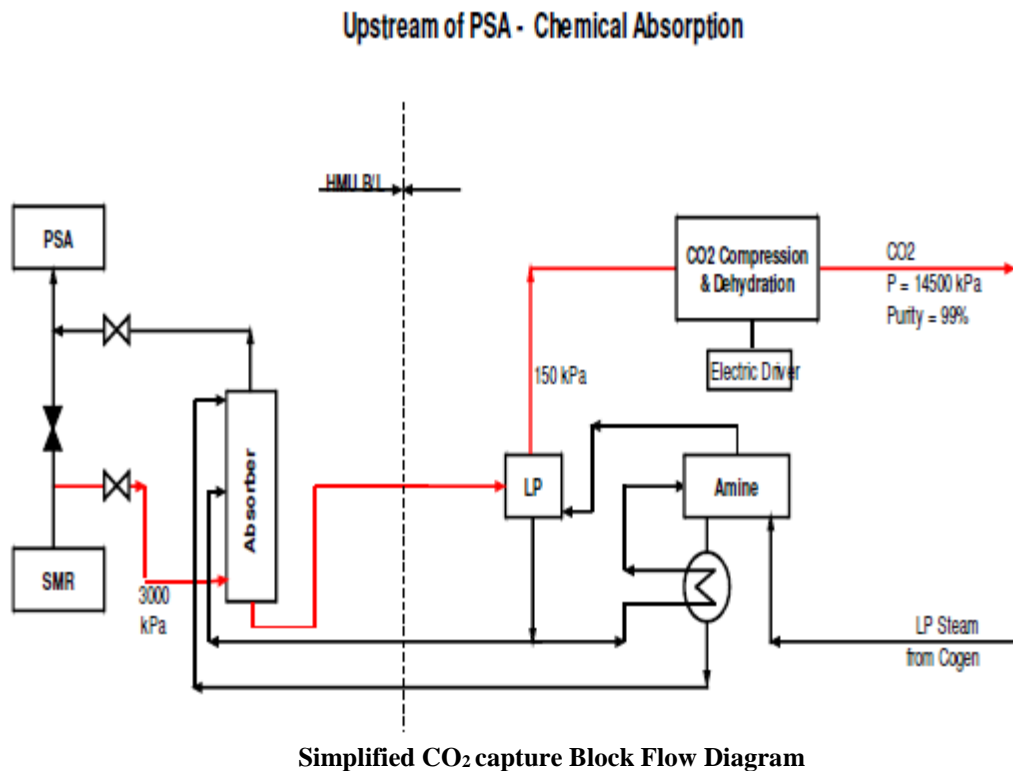 Upstream of PSA - Chemical Absorption
HMU B/L
PSA
CO2 Compression
& Dehydration
CO2
P = 14500 kPa
Purity = 99%
Electric Driver
150 kPa
Absorber
LP
Amine
SMR
3000
kPa
LP Steam
from Cogen
Simplified CO₂ capture Block Flow Diagram